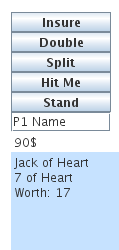 Insure
Double
Split
Hit Me
Stand
P1 Name
90$
Jack of Heart
7 of Heart
Worth: 17